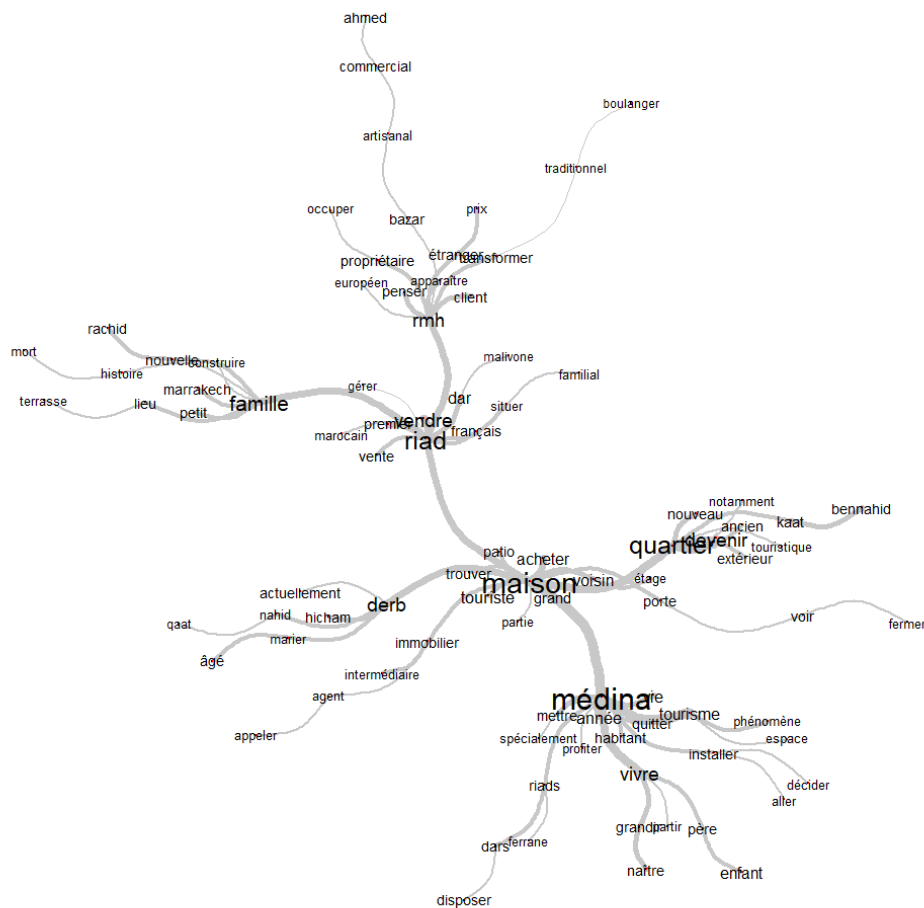 ahmed
commercial
boulanger
artisanal
traditionnel
occuper
prix
bazar
étranger
transformer
propriétaire
apparaître
européen
penser
client
rmh
rachid
mort
nouvelle
construire
histoire
malivone
familial
gérer
marrakech
dar
terrasse
lieu
famille
situer
petit
vendre
premier
français
marocain
riad
vente
notamment
bennahid
nouveau
kaat
ancien
devenir
quartier
touristique
patio
acheter
extérieur
trouver
maison
voisin
étage
actuellement
touriste
grand
derb
porte
nahid
hicham
voir
qaat
partie
fermer
marier
immobilier
âgé
intermédiaire
agent
médina
mettre
année
tourisme
quitter
phénomène
appeler
spécialement
habitant
espace
profiter
installer
vivre
riads
décider
aller
grandir
partir
père
dars
ferrane
naître
enfant
disposer